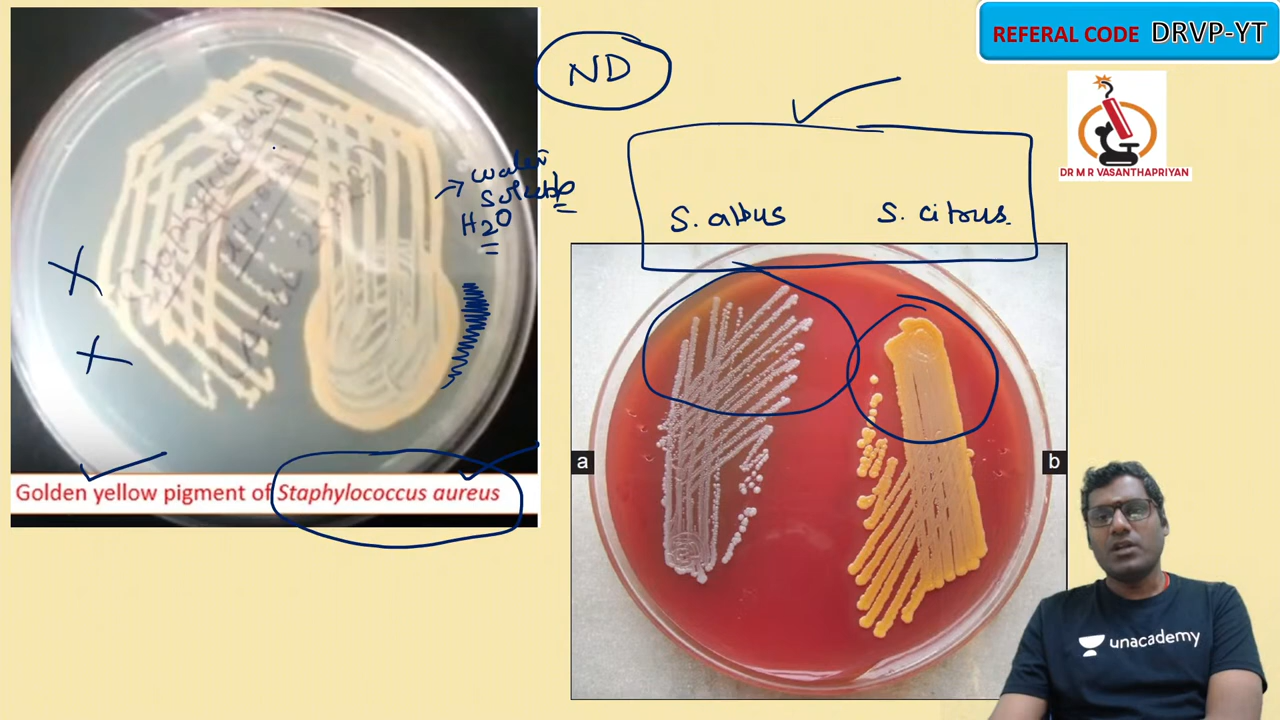 REFERAL CODE DRVP-YT
ND
water
soluble
H2O
S. albus
S. citrus.
DR M R VASANTHAPRIYAN
a
b
Golden yellow pigment of Staphylococcus aureus
unacademy